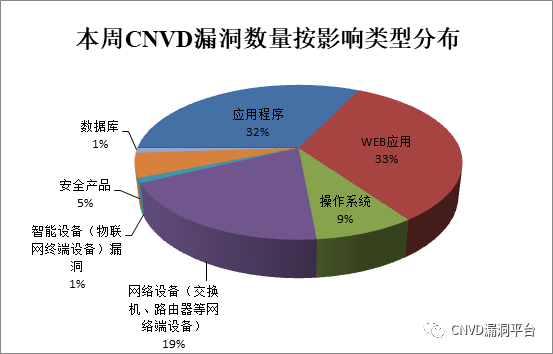 本周CNVD漏洞数量按影响类型分布
应用程序
32%
WEB应用
33%
操作系统
9%
网络设备（交换
机、路由器等网
络端设备）
19%
智能设备（物联
网终端设备）漏
洞
1%
安全产品
5%
数据库
1%
CNVD漏洞平台